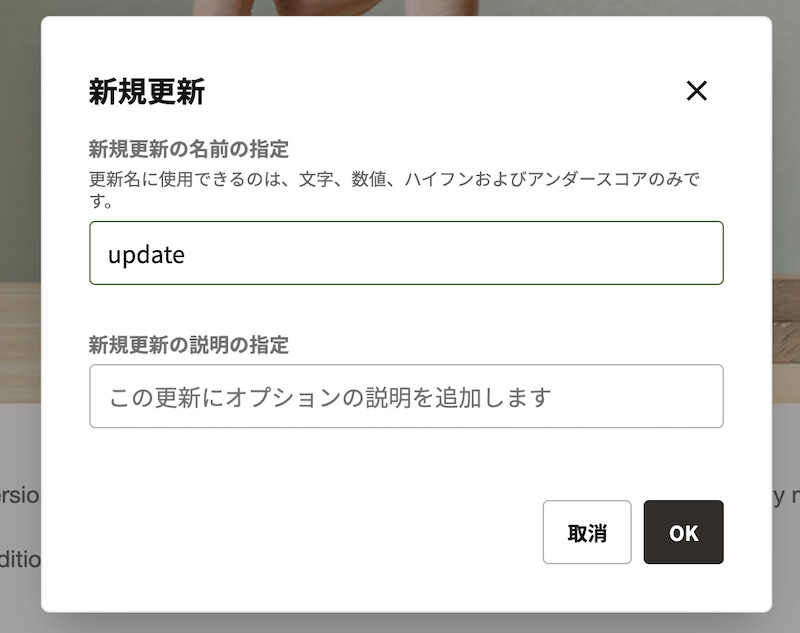 新規更新
新規更新の名前の指定
更新名に使用できるのは、文字、数値、ハイフンおよびアンダースコアのみで
す。
update
新規更新の説明の指定
この更新にオプションの説明を追加します
取消
OK